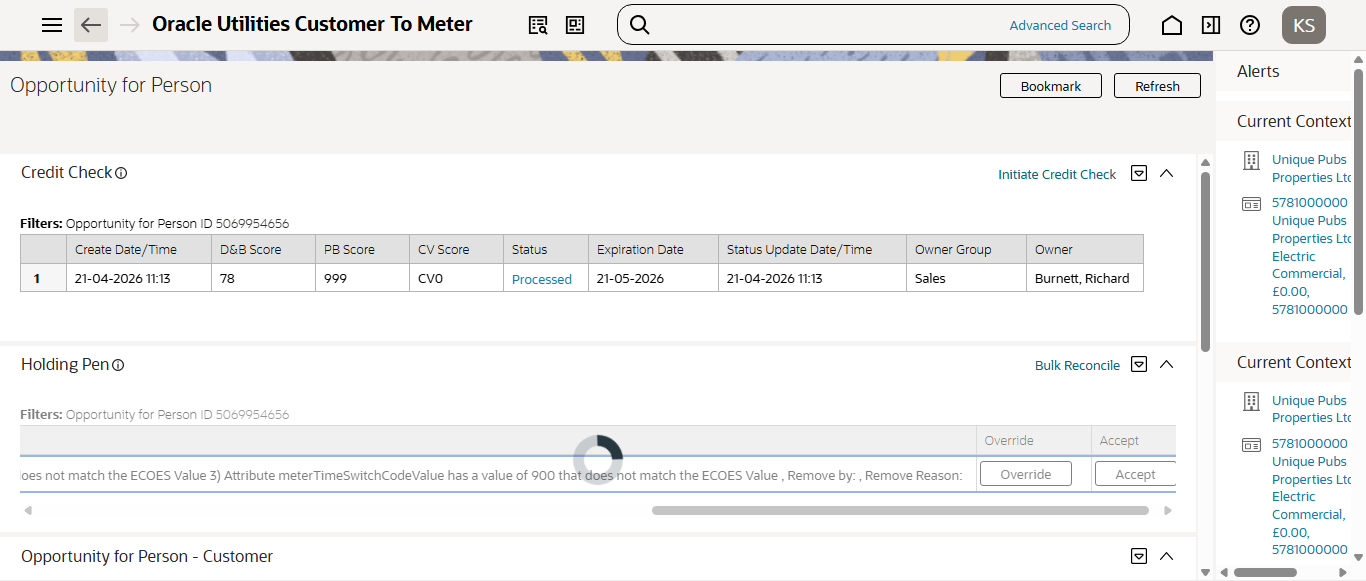 Oracle Utilities Customer To Meter
Advanced Search
KS
Opportunity for Person
Bookmark
Refresh
Credit Check
Initiate Credit Check
Filters: Opportunity for Person ID 5069954656
Create Date/Time D&B Score PB Score CV Score Status Expiration Date Status Update Date/Time Owner Group Owner
1 21-04-2026 11:13 78 999 CV0 Processed 21-05-2026 21-04-2026 11:13 Sales Burnett, Richard
Holding Pen
Bulk Reconcile
Filters: Opportunity for Person ID 5069954656
Override Accept
oes not match the ECOES Value 3) Attribute meterTimeSwitchCodeValue has a value of 900 that does not match the ECOES Value , Remove by: , Remove Reason: Override Accept
Opportunity for Person - Customer
Alerts
Current Context
Unique Pubs
Properties Ltd
5781000000
Unique Pubs
Properties Ltd
Electric
Commercial,
£0.00,
5781000000
Current Context
Unique Pubs
Properties Ltd
5781000000
Unique Pubs
Properties Ltd
Electric
Commercial,
£0.00,
5781000000